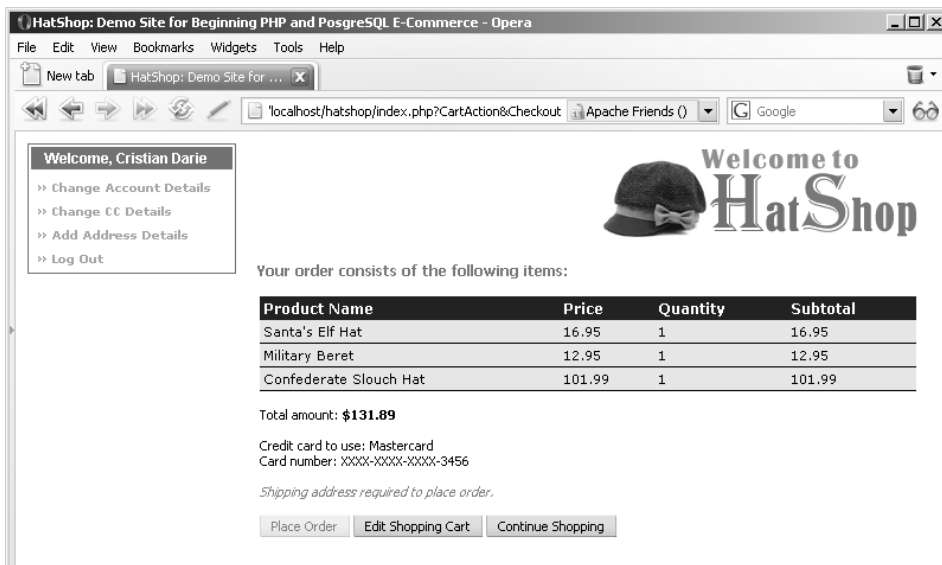 HatShop: Demo Site for Beginning PHP and PosgreSQL E-Commerce - Opera
File Edit View Bookmarks Widgets Tools Help
New tab HatShop: Demo Site for ...
'localhost/hatshop/index.php?CartAction&Checkout Apache Friends () G Google
Welcome, Cristian Darie
» Change Account Details
» Change CC Details
» Add Address Details
» Log Out
Welcome to
HatShop
Your order consists of the following items:
Product Name Price Quantity Subtotal
Santa's Elf Hat 16.95 1 16.95
Military Beret 12.95 1 12.95
Confederate Slouch Hat 101.99 1 101.99
Total amount: $131.89
Credit card to use: Mastercard
Card number: XXXX-XXXX-XXXX-3456
Shipping address required to place order.
Place Order Edit Shopping Cart Continue Shopping